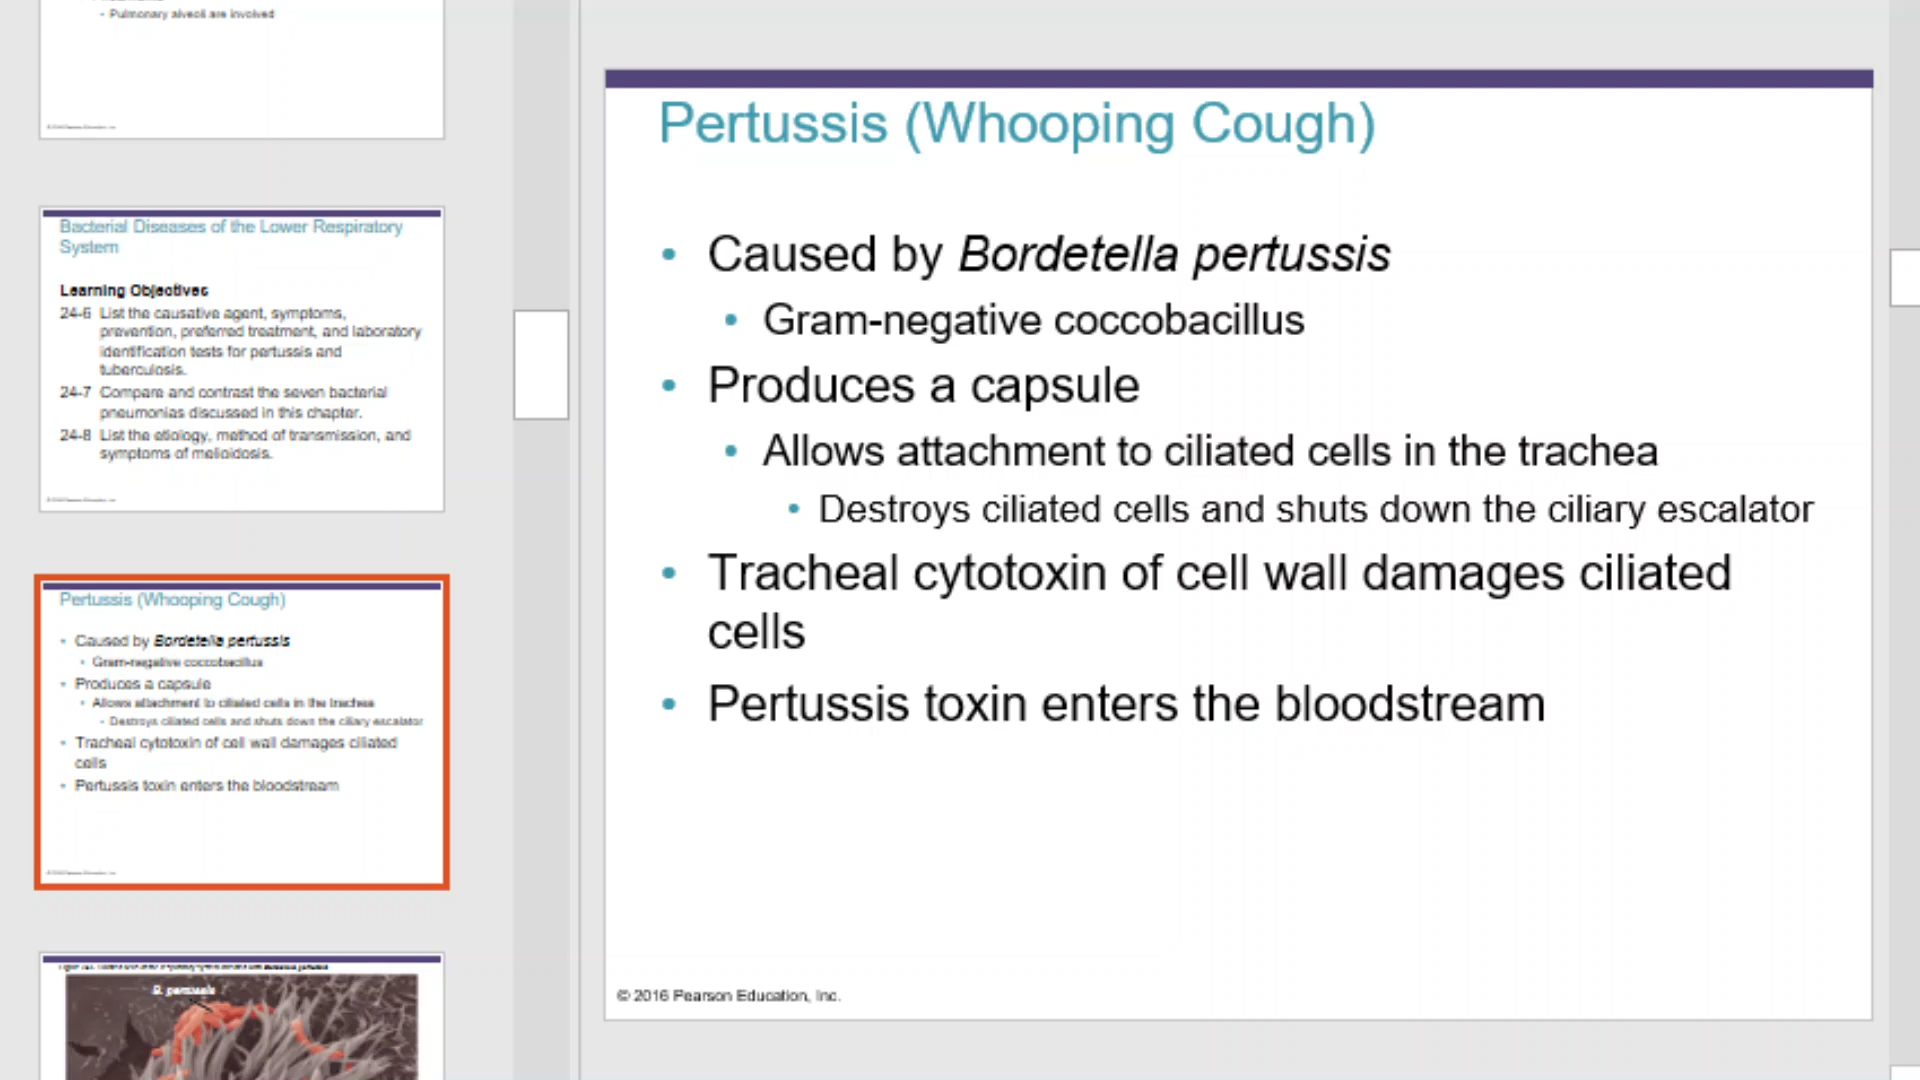 - Pulmonary alveoli are involved
Bacterial Diseases of the Lower Respiratory
System
Learning Objectives
24-6 List the causative agent, symptoms,
prevention, preferred treatment, and laboratory
identification tests for pertussis and
tuberculosis.
24-7 Compare and contrast the seven bacterial
pneumonias discussed in this chapter.
24-8 List the etiology, method of transmission, and
symptoms of melioidosis.
Pertussis (Whooping Cough)
• Caused by Bordetella pertussis
• Gram-negative coccobacillus
• Produces a capsule
• Allows attachment to ciliated cells in the trachea
- Destroys ciliated cells and shuts down the ciliary escalator
• Tracheal cytotoxin of cell wall damages ciliated
cells
• Pertussis toxin enters the bloodstream
B. pertussis
Pertussis (Whooping Cough)
• Caused by Bordetella pertussis
• Gram-negative coccobacillus
• Produces a capsule
• Allows attachment to ciliated cells in the trachea
• Destroys ciliated cells and shuts down the ciliary escalator
• Tracheal cytotoxin of cell wall damages ciliated
cells
• Pertussis toxin enters the bloodstream
© 2016 Pearson Education, Inc.